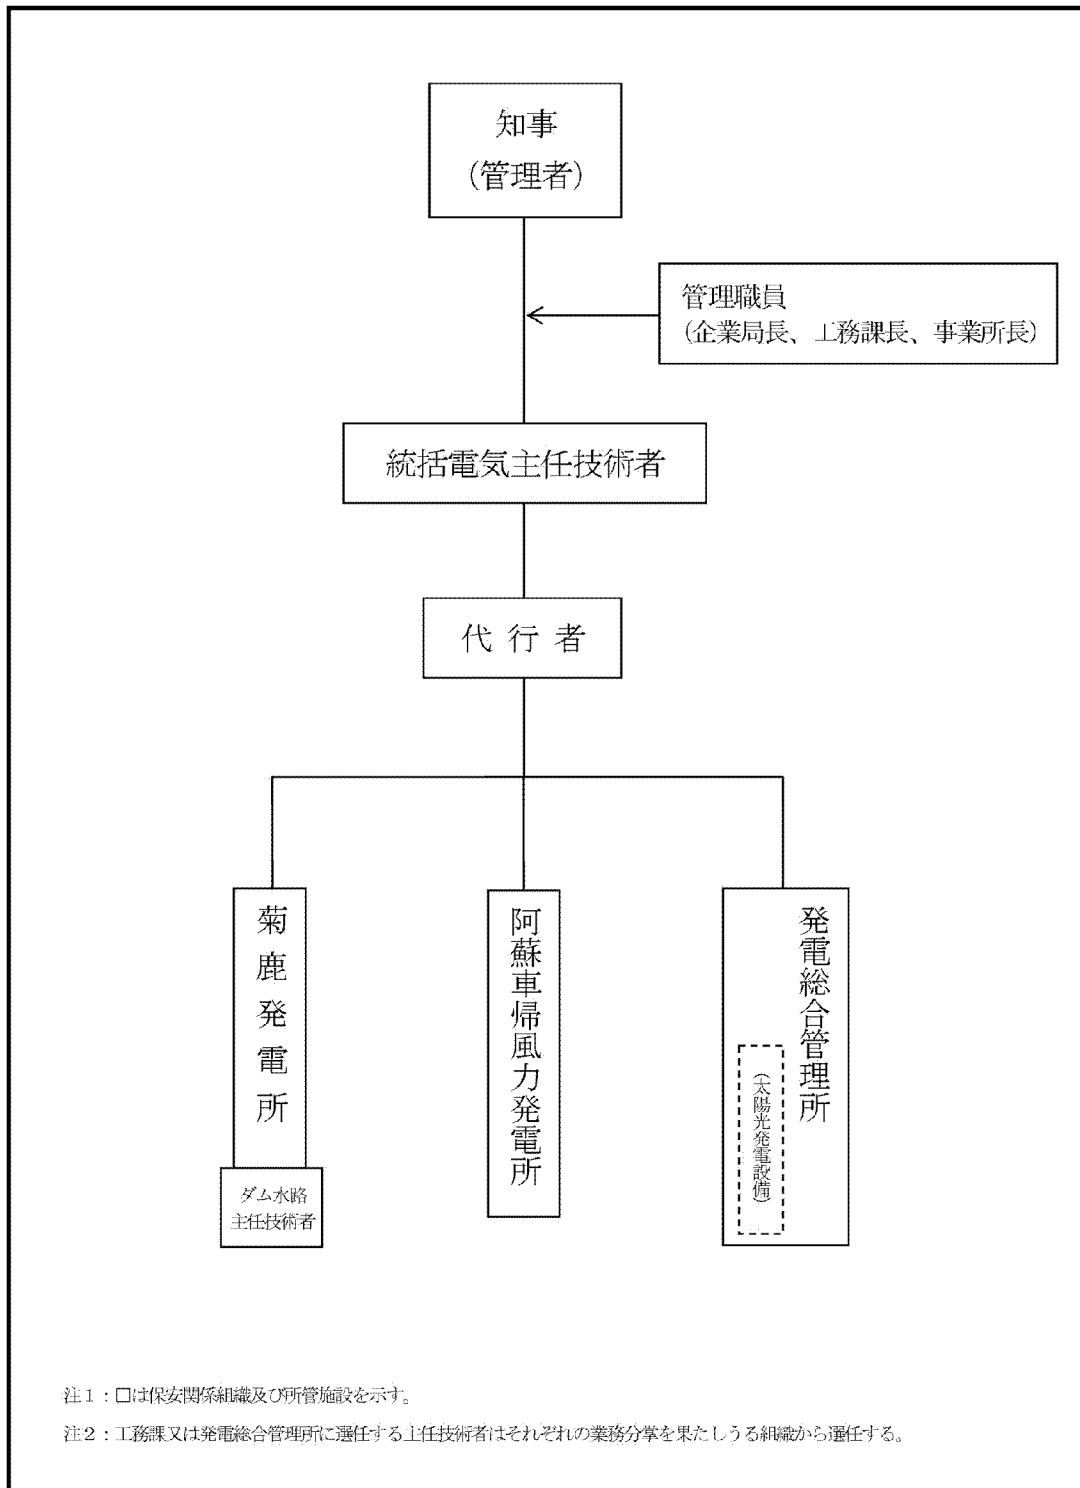 知事
(管理者)
管理職員
(企業局長、工務課長、事業所長)
統括電気主任技術者
代 行 者
菊鹿発電所
ダム水路
主任技術者
阿蘇車帰風力発電所
発電総合管理所
(太陽光発電設備)
注１：□は保安関係組織及び所管施設を示す。
注２：工務課又は発電総合管理所に選任する主任技術者はそれぞれの業務分掌を果たしうる組織から選任する。